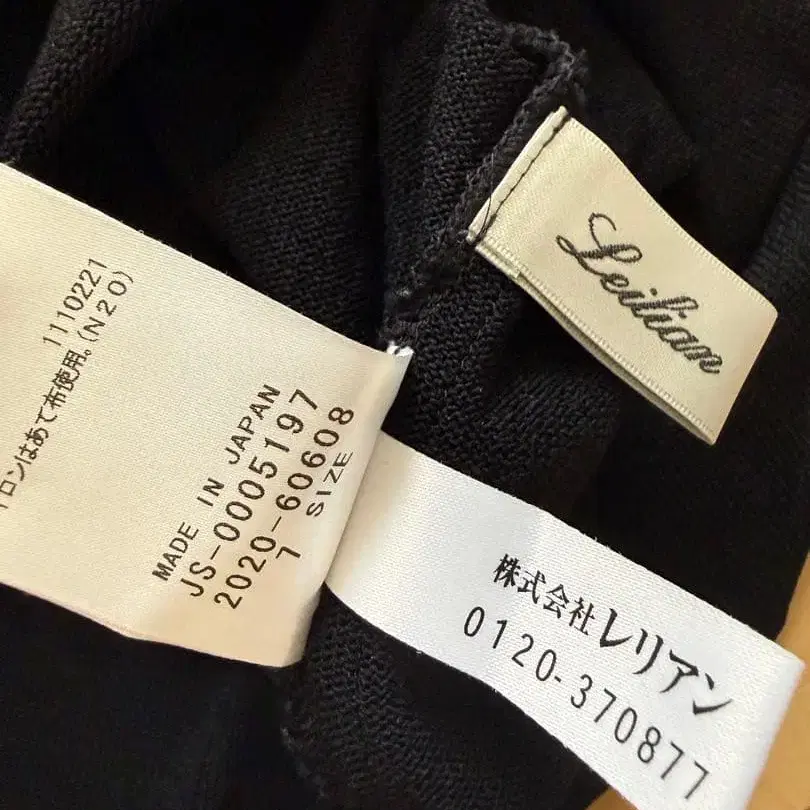 Leilian
1110221
ロンはあて布使用。(N20)
MADE IN JAPAN
JS-0005197
2020-60608
7 SIZE
株式会社レリアン
0120-370877